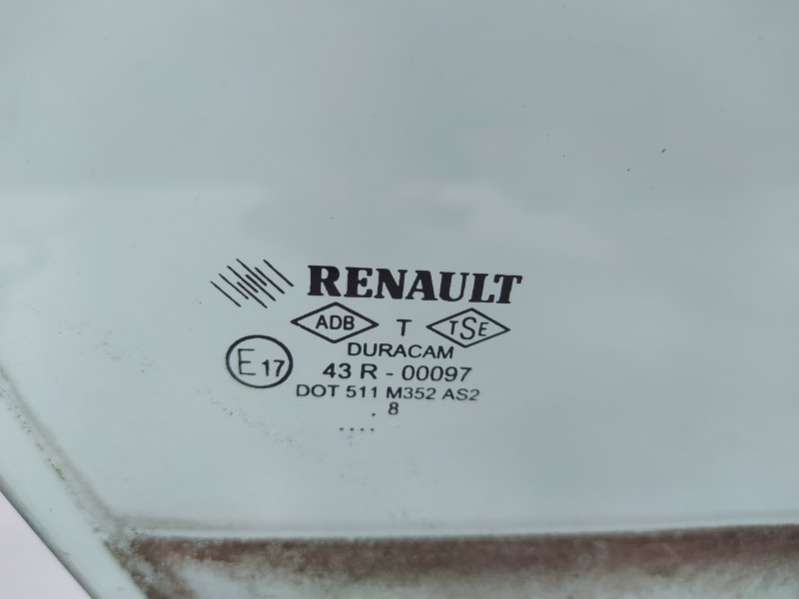 RENAULT
ADB T TSE
DURACAM
E17 43 R - 00097
DOT 511 M352 AS2
. 8
....